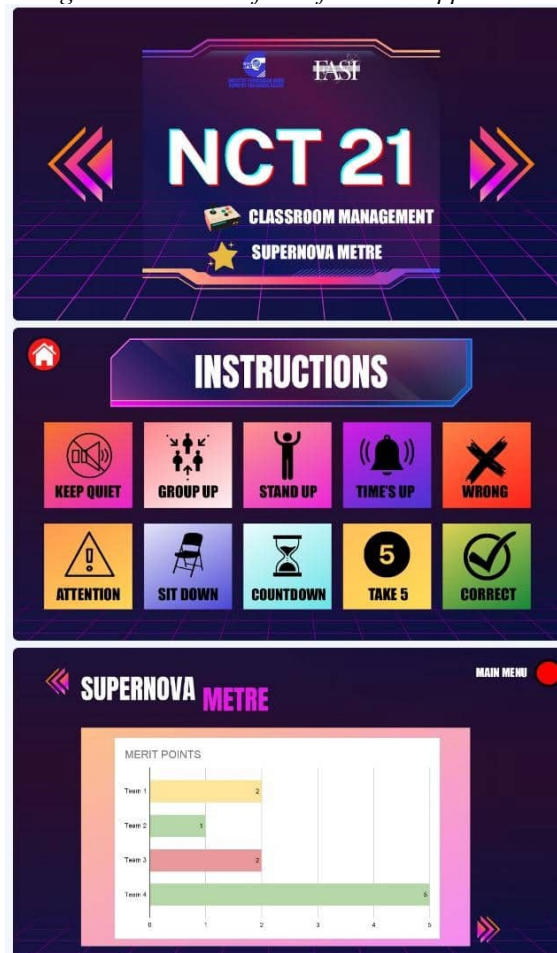 FASI
NCT 21
CLASSROOM MANAGEMENT
SUPERNOVA METRE
INSTRUCTIONS
KEEP QUIET
GROUP UP
STAND UP
TIME'S UP
WRONG
ATTENTION
SIT DOWN
COUNTDOWN
5
TAKE 5
CORRECT
MAIN MENU
SUPERNOVA METRE
MERIT POINTS
Team 1 2
Team 2 1
Team 3 2
Team 4 5
0 1 2 3 4 5